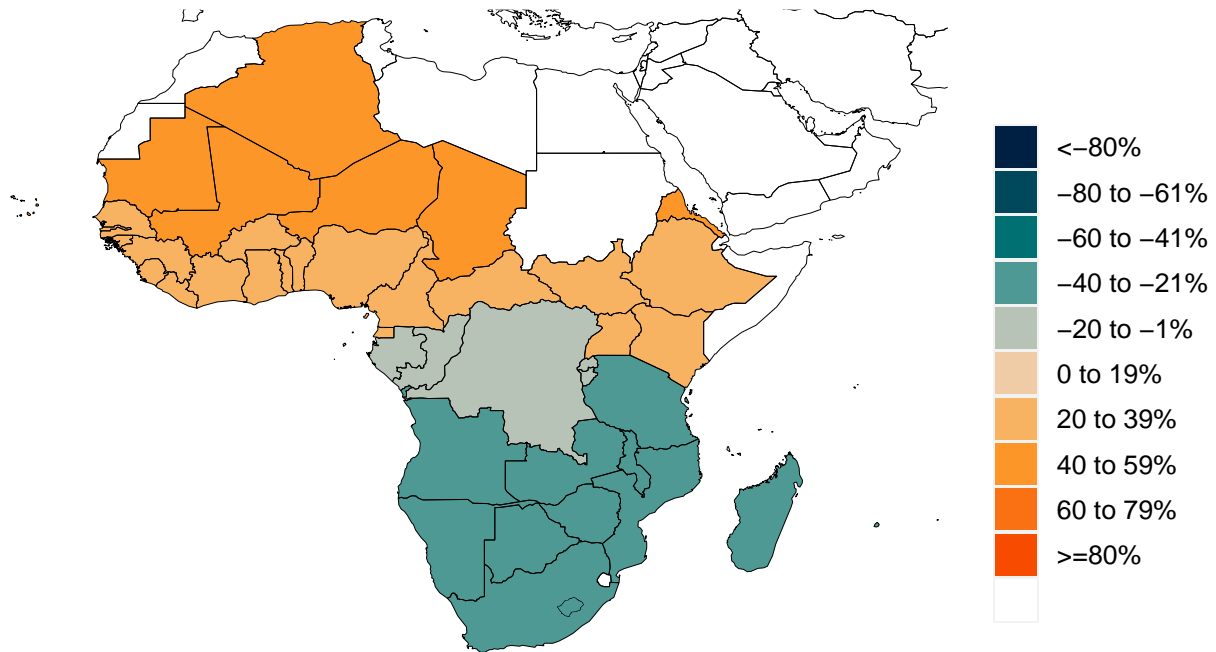 <−80%
−80 to −61%
−60 to −41%
−40 to −21%
−20 to −1%
0 to 19%
20 to 39%
40 to 59%
60 to 79%
>=80%